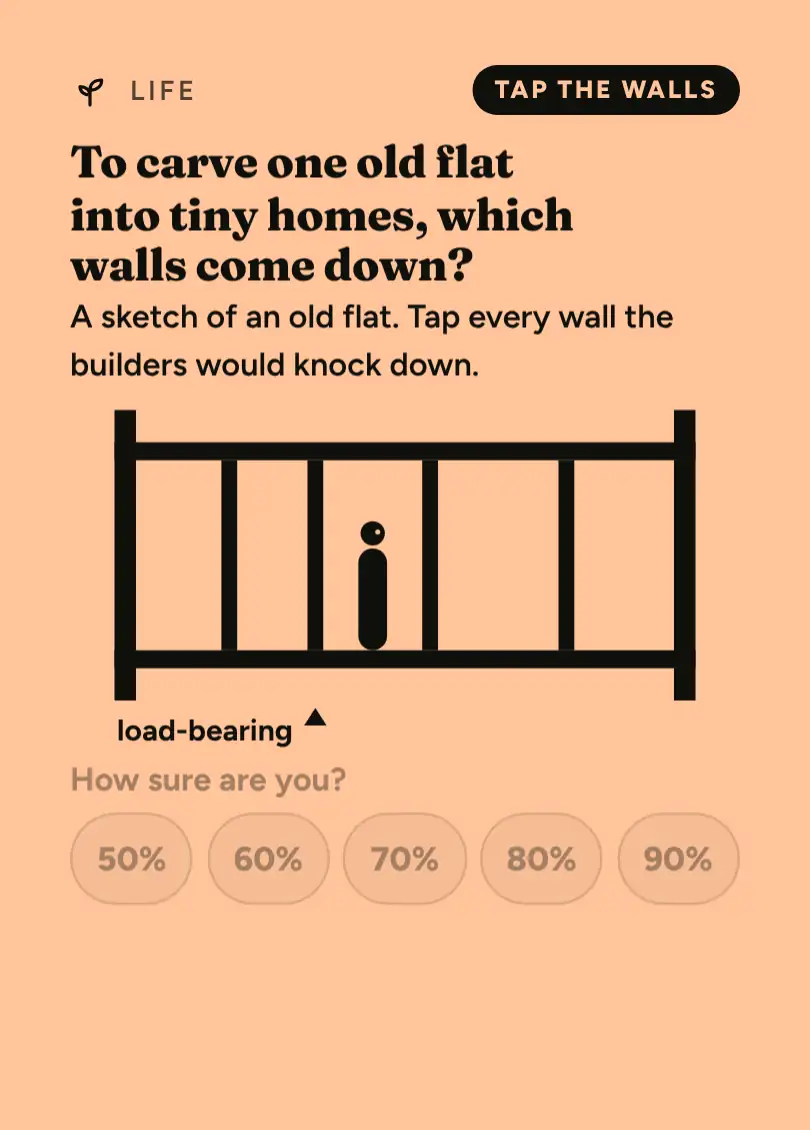 LIFE
TAP THE WALLS
To carve one old flat
into tiny homes, which
walls come down?
A sketch of an old flat. Tap every wall the
builders would knock down.
load-bearing
How sure are you?
50%
60%
70%
80%
90%